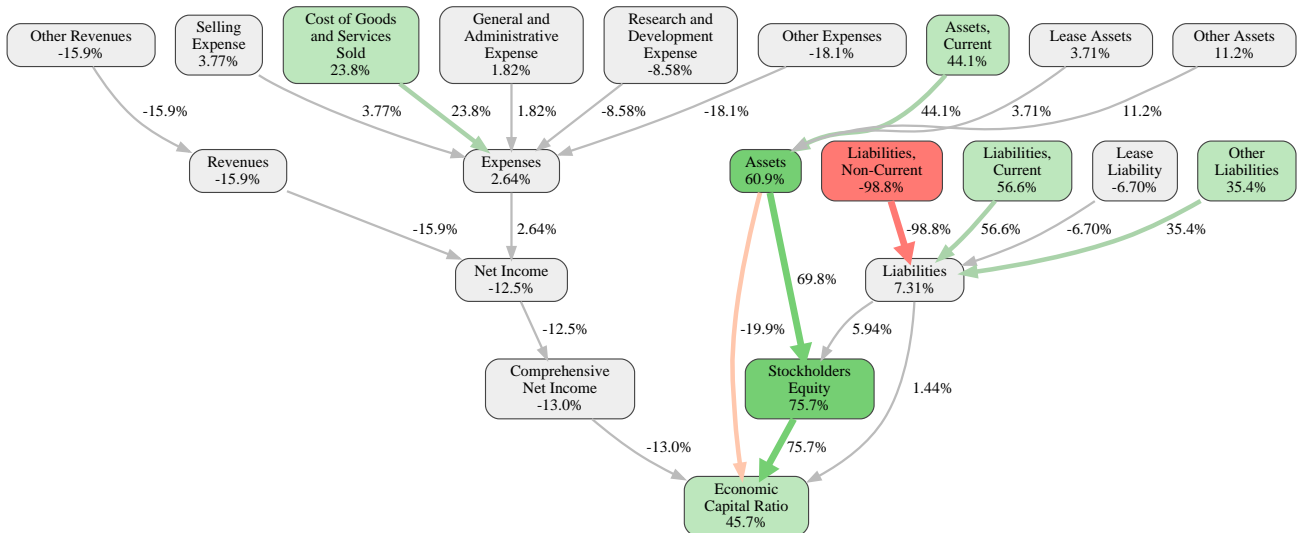 Other Revenues
-15.9%
Selling
Expense
3.77%
Cost of Goods
and Services
Sold
23.8%
General and
Administrative
Expense
1.82%
Research and
Development
Expense
-8.58%
Other Expenses
-18.1%
Assets,
Current
44.1%
Lease Assets
3.71%
Other Assets
11.2%
-15.9%
3.77%
23.8%
1.82%
-8.58%
-18.1%
44.1%
3.71%
11.2%
Revenues
-15.9%
Expenses
2.64%
Assets
60.9%
Liabilities,
Non-Current
-98.8%
Liabilities,
Current
56.6%
Lease
Liability
-6.70%
Other
Liabilities
35.4%
-15.9%
2.64%
-98.8%
56.6%
-6.70%
35.4%
Net Income
-12.5%
69.8%
Liabilities
7.31%
-12.5%
-19.9%
5.94%
Comprehensive
Net Income
-13.0%
Stockholders
Equity
75.7%
1.44%
-13.0%
75.7%
Economic
Capital Ratio
45.7%